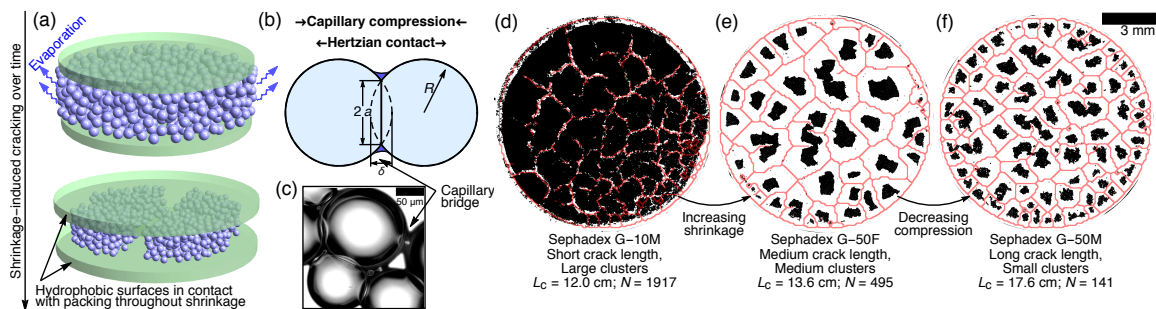 (a)
Shrinkage-induced cracking over time
Evaporation
Hydrophobic surfaces in contact
with packing throughout shrinkage
(b)
→Capillary compression←
←Hertzian contact→
R
2 a
δ
Capillary
bridge
(c)
50 µm
(d)
Sephadex G−10M
Short crack length,
Large clusters
Lc = 12.0 cm; N = 1917
Increasing
shrinkage
(e)
Sephadex G−50F
Medium crack length,
Medium clusters
Lc = 13.6 cm; N = 495
Decreasing
compression
(f)
3 mm
Sephadex G−50M
Long crack length,
Small clusters
Lc = 17.6 cm; N = 141